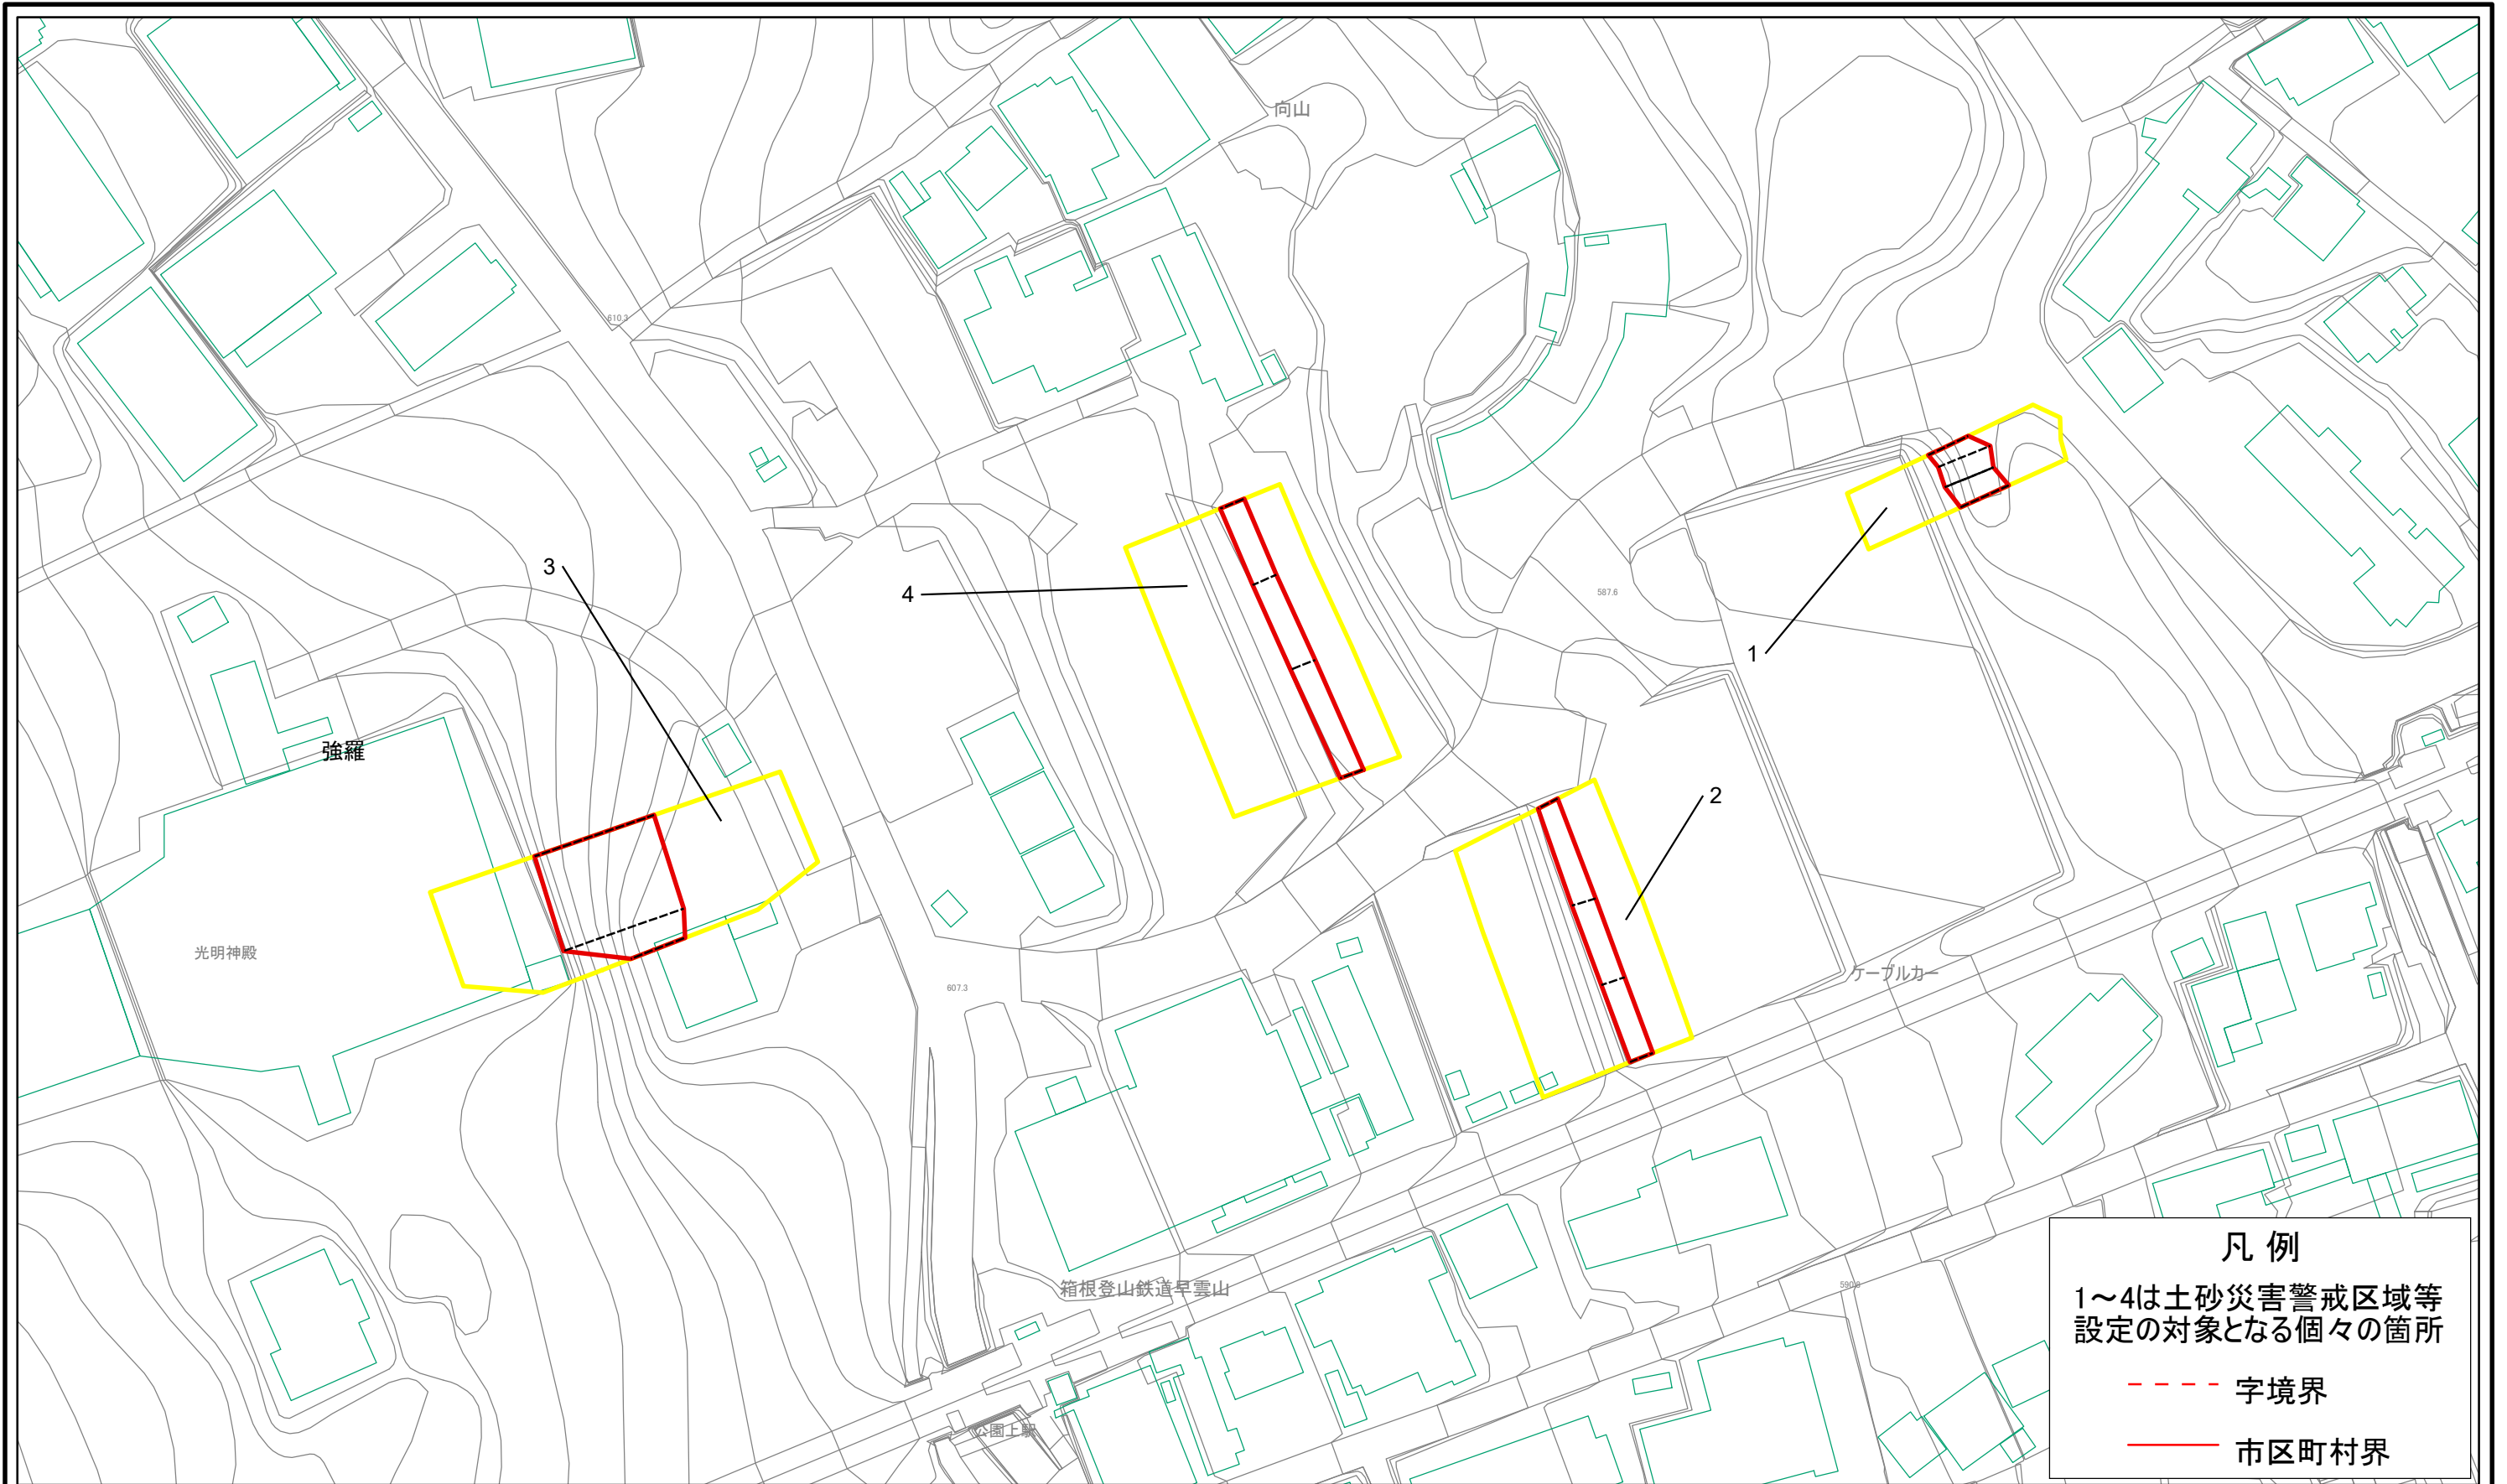 向山
610.3
3
4
587.6
1
強羅
2
光明神殿
607.3
ケーブルカー
箱根登山鉄道早雲山
590.8
公園上駅
凡 例
1～4は土砂災害警戒区域等
設定の対象となる個々の箇所
字境界
市区町村界